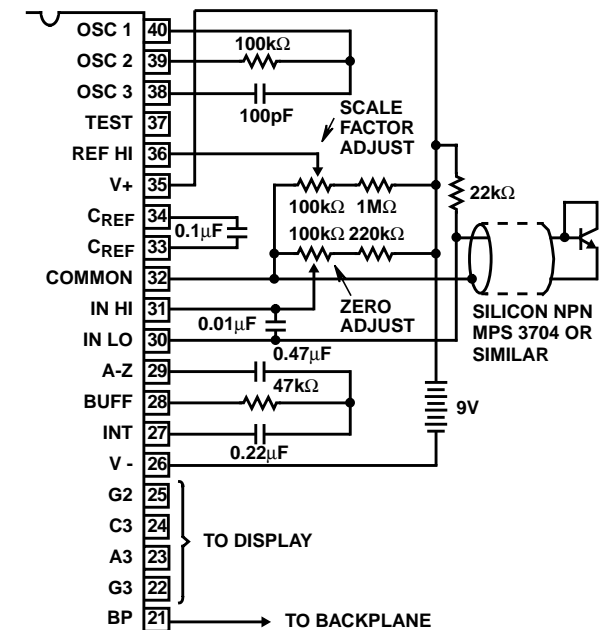 OSC 1 40
OSC 2 39
OSC 3 38
TEST 37
REF HI 36
V+ 35
CREF 34
CREF 33
COMMON 32
IN HI 31
IN LO 30
A-Z 29
BUFF 28
INT 27
V - 26
G2 25
C3 24
A3 23
G3 22
BP 21
100kΩ
100pF
SCALE
FACTOR
ADJUST
22kΩ
100kΩ 1MΩ
0.1μF
100kΩ 220kΩ
ZERO
ADJUST
0.01μF
SILICON NPN
MPS 3704 OR
SIMILAR
0.47μF
47kΩ
9V
0.22μF
TO DISPLAY
TO BACKPLANE